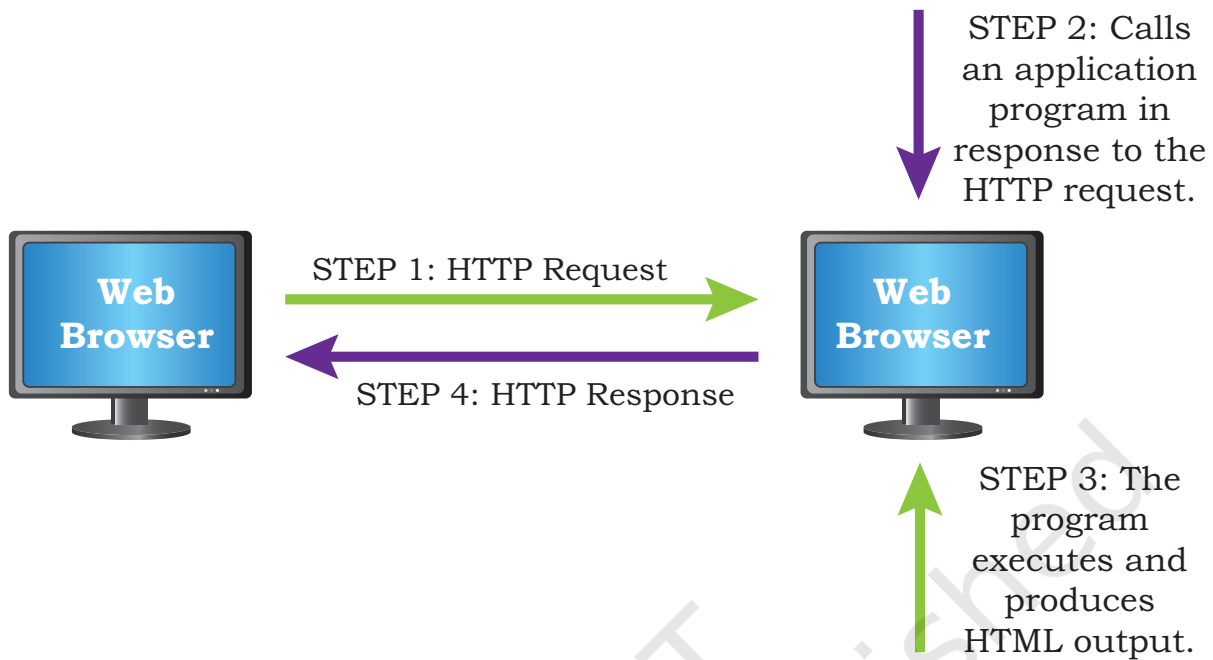 STEP 2: Calls
an application
program in
response to the
HTTP request.
Web
Browser
STEP 1: HTTP Request
STEP 4: HTTP Response
Web
Browser
STEP 3: The
program
executes and
produces
HTML output.